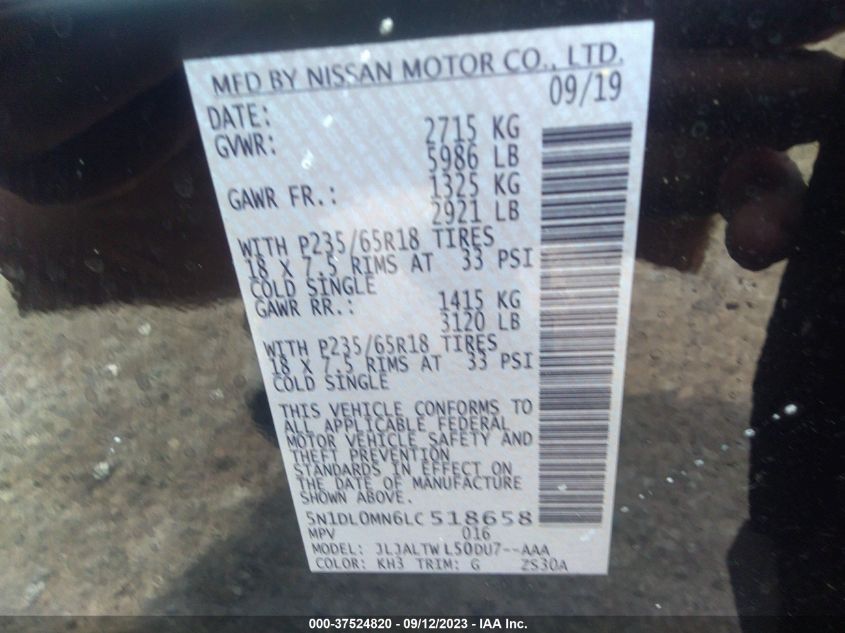 MFD BY NISSAN MOTOR CO., LTD.
DATE: 09/19
GVWR: 2715 KG
5986 LB
GAWR FR.: 1325 KG
2921 LB
WITH P235/65R18 TIRES
18 X 7.5 RIMS AT 33 PSI
COLD SINGLE
GAWR RR.: 1415 KG
3120 LB
WITH P235/65R18 TIRES
18 X 7.5 RIMS AT 33 PSI
COLD SINGLE
THIS VEHICLE CONFORMS TO
ALL APPLICABLE FEDERAL
MOTOR VEHICLE SAFETY AND
THEFT PREVENTION
STANDARDS IN EFFECT ON
THE DATE OF MANUFACTURE
SHOWN ABOVE.
5N1DL0MN6LC518658
MPV 016
MODEL: JLJALTWL50DU7--AAA
COLOR: KH3 TRIM: G ZS30A
000-37524820 - 09/12/2023 - IAA Inc.